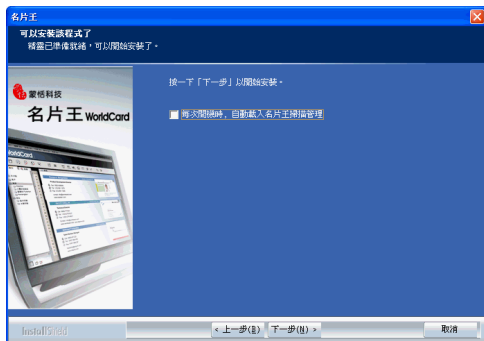 名片王
可以安裝該程式了
精靈已準備就緒，可以開始安裝了。
蒙恬科技
名片王 WorldCard
按一下「下一步」以開始安裝。
每次開機時，自動載入名片王掃描管理
InstallShield
< 上一步(B)
下一步(N) >
取消